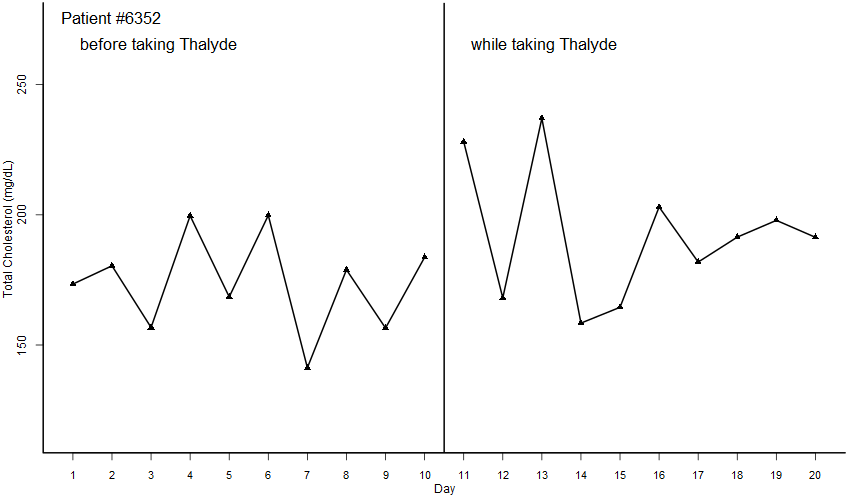 Patient #6352
before taking Thalyde
while taking Thalyde
250
200
150
Total Cholesterol (mg/dL)
1 2 3 4 5 6 7 8 9 10 11 12 13 14 15 16 17 18 19 20
Day